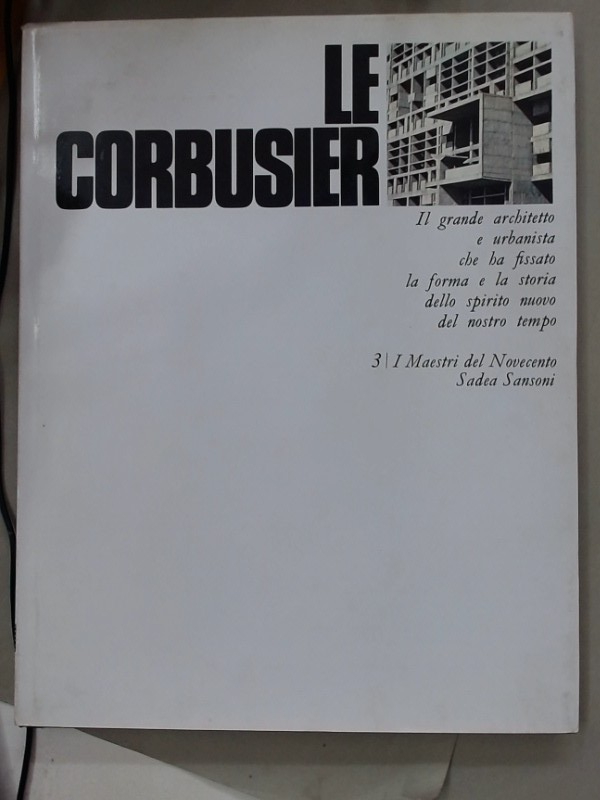 LE
CORBUSIER
Il grande architetto
e urbanista
che ha fissato
la forma e la storia
dello spirito nuovo
del nostro tempo
3 | I Maestri del Novecento
Sadea Sansoni